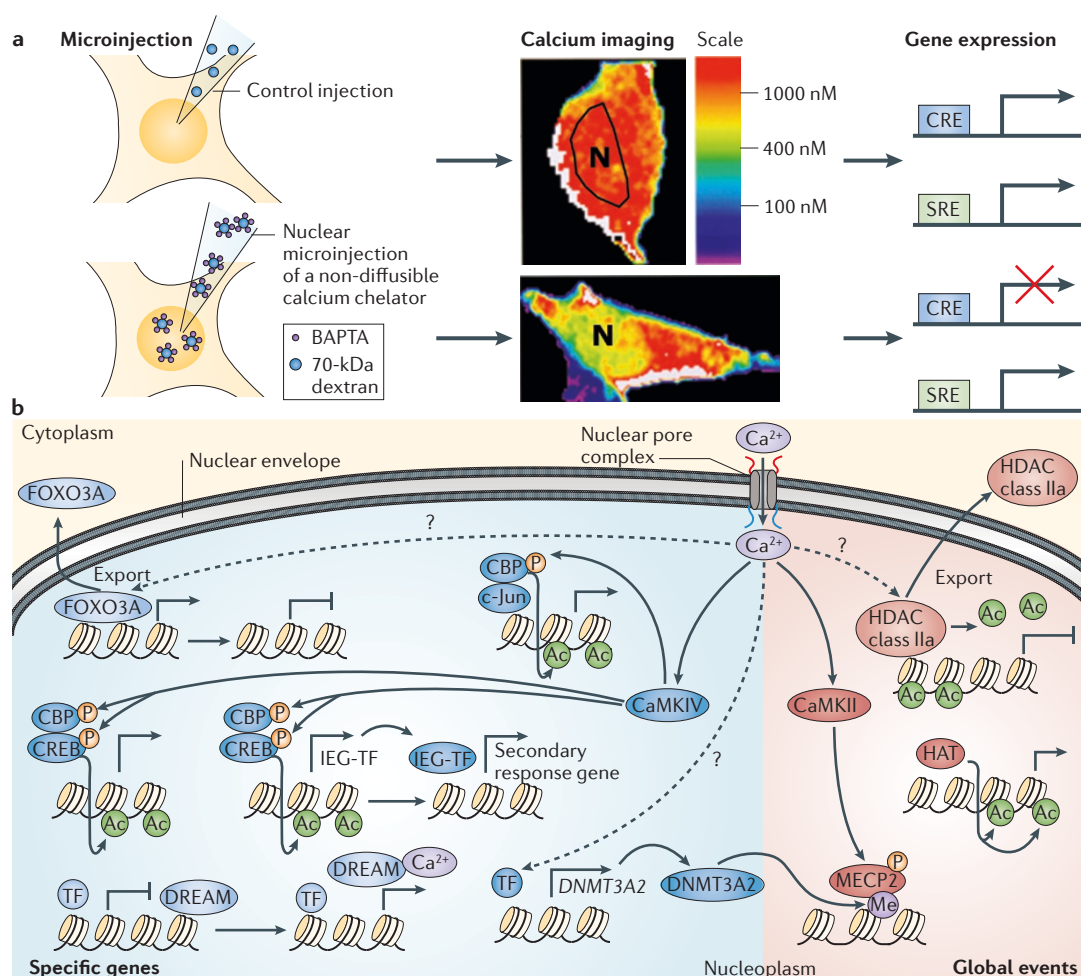 a
Microinjection
Control injection
Nuclear
microinjection
of a non-diffusible
calcium chelator
BAPTA
70-kDa
dextran
Calcium imaging
Scale
N
1000 nM
400 nM
100 nM
N
Gene expression
CRE
SRE
CRE
SRE
b
Cytoplasm
Nuclear envelope
Nuclear pore
complex
Ca2+
HDAC
class IIa
FOXO3A
?
Ca2+
?
Export
FOXO3A
CBP
P
c-Jun
Ac
Ac
Export
HDAC
class IIa
Ac
Ac
Ac
Ac
CaMKIV
CaMKII
CBP
P
CREB
P
Ac
Ac
CBP
P
CREB
P
IEG-TF
IEG-TF
Secondary
response gene
Ac
Ac
?
HAT
Ac
Ac
TF
DREAM
TF
DREAM
Ca2+
TF
DNMT3A2
DNMT3A2
P
MECP2
Me
Specific genes
Nucleoplasm
Global events